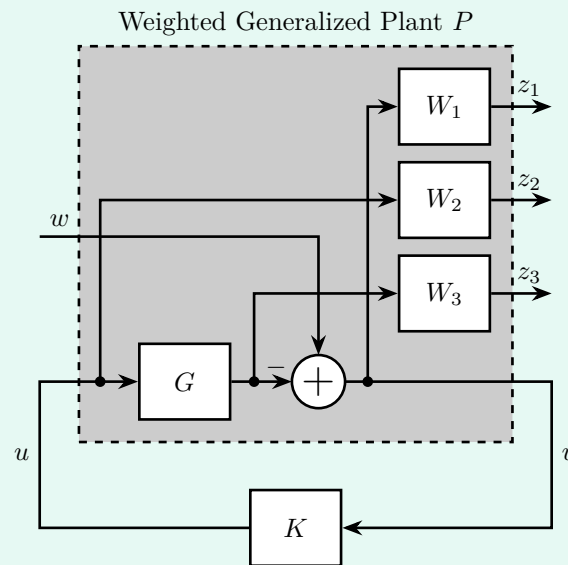 Weighted Generalized Plant P
W₁
z₁
W₂
z₂
w
W₃
z₃
G
−
+
u
K